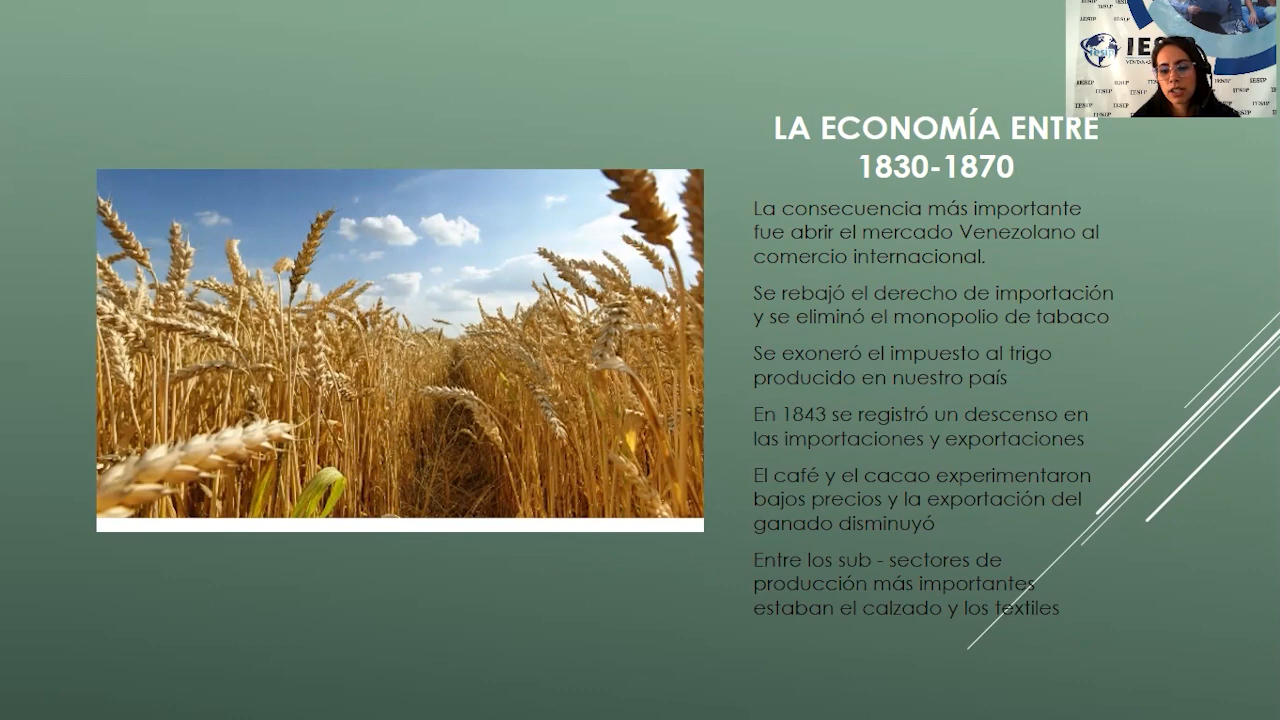 LA ECONOMÍA ENTRE
1830-1870
La consecuencia más importante
fue abrir el mercado Venezolano al
comercio internacional.
Se rebajó el derecho de importación
y se eliminó el monopolio de tabaco
Se exoneró el impuesto al trigo
producido en nuestro país
En 1843 se registró un descenso en
las importaciones y exportaciones
El café y el cacao experimentaron
bajos precios y la exportación del
ganado disminuyó
Entre los sub - sectores de
producción más importantes
estaban el calzado y los textiles